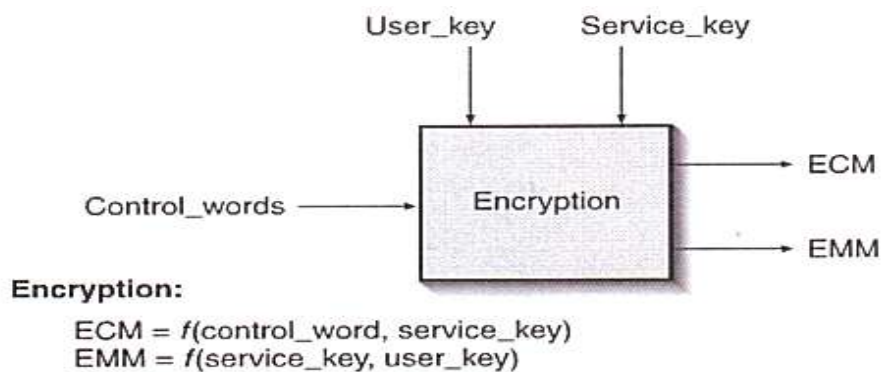 User_key
Service_key
Control_words
Encryption
ECM
EMM
Encryption:
ECM = f(control_word, service_key)
EMM = f(service_key, user_key)